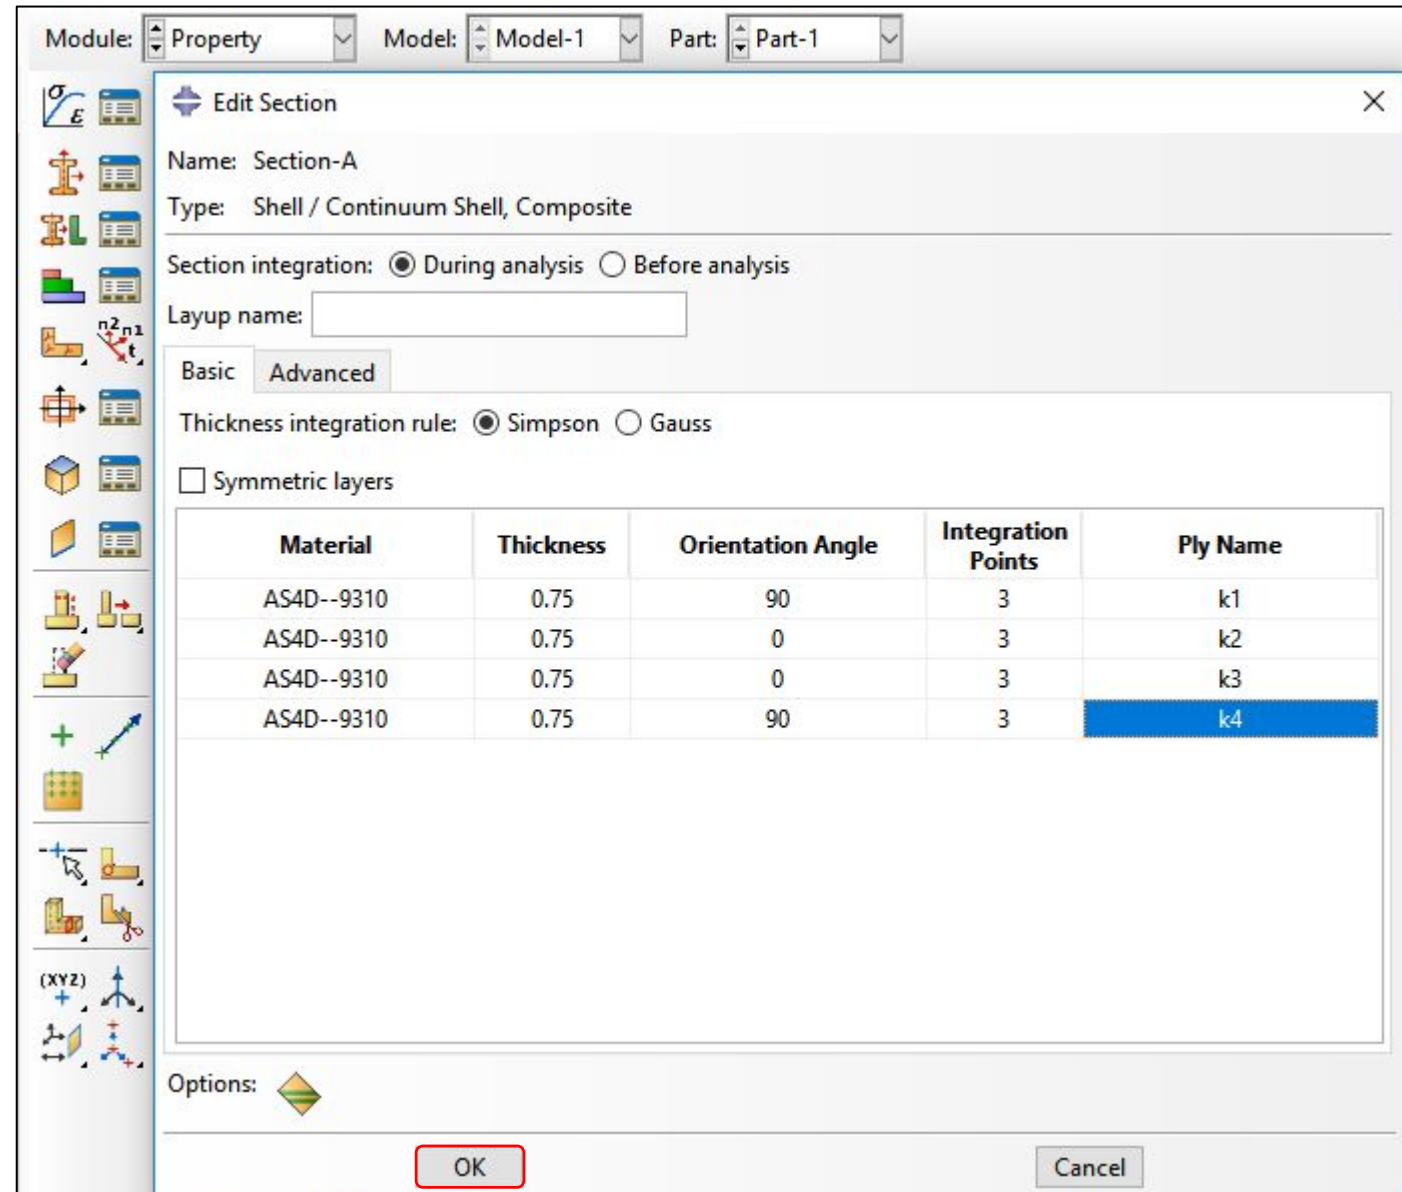 Module: Property Model: Model-1 Part: Part-1
σ
ε
Edit Section
Name: Section-A
Type: Shell / Continuum Shell, Composite
Section integration: During analysis Before analysis
Layup name:
n2 n1
t
Basic Advanced
Thickness integration rule: Simpson Gauss
Symmetric layers
Material Thickness Orientation Angle Integration Points Ply Name
AS4D--9310 0.75 90 3 k1
AS4D--9310 0.75 0 3 k2
AS4D--9310 0.75 0 3 k3
AS4D--9310 0.75 90 3 k4
(XYZ)
Options:
OK Cancel